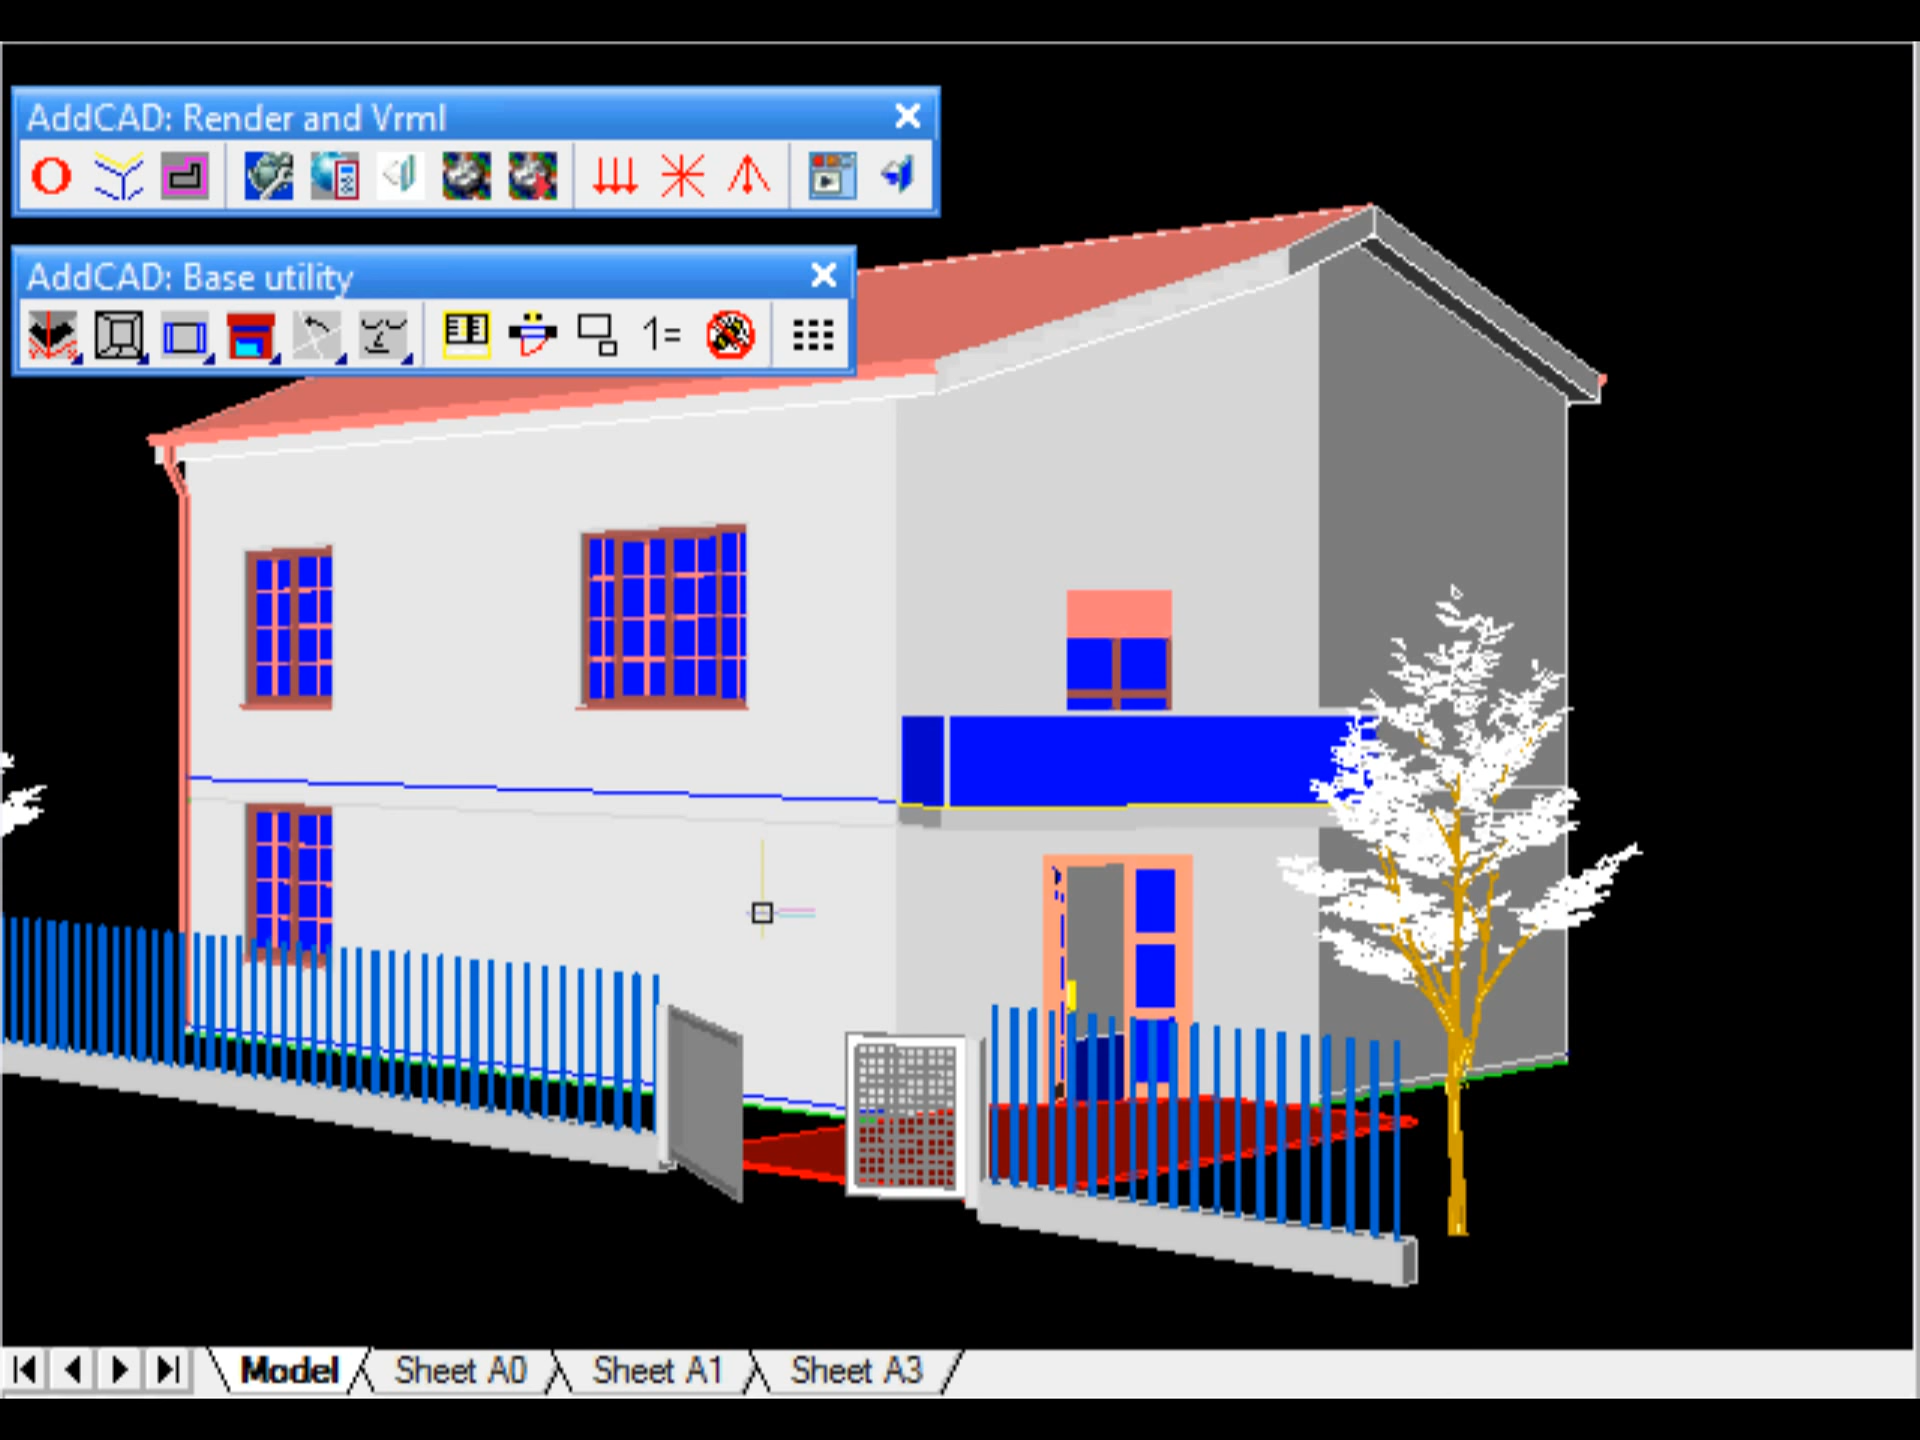 AddCAD: Render and Vrml
AddCAD: Base utility
1=
Model
Sheet A0
Sheet A1
Sheet A3